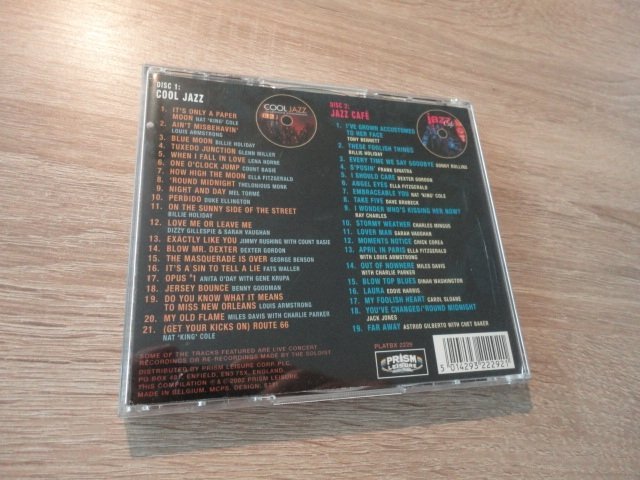 DISC 1:
COOL JAZZ
1. IT'S ONLY A PAPER
MOON NAT 'KING' COLE
2. AIN'T MISBEHAVIN'
LOUIS ARMSTRONG
3. BLUE MOON BILLIE HOLIDAY
4. TUXEDO JUNCTION GLENN MILLER
5. WHEN I FALL IN LOVE LENA HORNE
6. ONE O'CLOCK JUMP COUNT BASIE
7. HOW HIGH THE MOON ELLA FITZGERALD
8. 'ROUND MIDNIGHT THELONIOUS MONK
9. NIGHT AND DAY MEL TORME
10. PERDIDO DUKE ELLINGTON
11. ON THE SUNNY SIDE OF THE STREET
BILLIE HOLIDAY
12. LOVE ME OR LEAVE ME
DIZZY GILLESPIE & SARAH VAUGHAN
13. EXACTLY LIKE YOU JIMMY RUSHING WITH COUNT BASIE
14. BLOW MR. DEXTER DEXTER GORDON
15. THE MASQUERADE IS OVER GEORGE BENSON
16. IT'S A SIN TO TELL A LIE FATS WALLER
17. OPUS '1 ANITA O'DAY WITH GENE KRUPA
18. JERSEY BOUNCE BENNY GOODMAN
19. DO YOU KNOW WHAT IT MEANS
TO MISS NEW ORLEANS LOUIS ARMSTRONG
20. MY OLD FLAME MILES DAVIS WITH CHARLIE PARKER
21. (GET YOUR KICKS ON) ROUTE 66
NAT 'KING' COLE
COOL JAZZ
DISC 2:
JAZZ CAFÉ
1. I'VE GROWN ACCUSTOMED
TO HER FACE
TONY BENNETT
2. THESE FOOLISH THINGS
BILLIE HOLIDAY
3. EVERY TIME WE SAY GOODBYE SONNY ROLLINS
4. S'POSIN' FRANK SINATRA
5. I SHOULD CARE DEXTER GORDON
6. ANGEL EYES ELLA FITZGERALD
7. EMBRACEABLE YOU NAT 'KING' COLE
8. TAKE FIVE DAVE BRUBECK
9. I WONDER WHO'S KISSING HER NOW?
RAY CHARLES
10. STORMY WEATHER CHARLES MINGUS
11. LOVER MAN SARAH VAUGHAN
12. MOMENTS NOTICE CHICK COREA
13. APRIL IN PARIS ELLA FITZGERALD
WITH LOUIS ARMSTRONG
14. OUT OF NOWHERE MILES DAVIS
WITH CHARLIE PARKER
15. BLOW TOP BLUES DINAH WASHINGTON
16. LAURA EDDIE HARRIS
17. MY FOOLISH HEART CAROL SLOANE
18. YOU'VE CHANGED/'ROUND MIDNIGHT
JACK JONES
19. FAR AWAY ASTRUD GILBERTO WITH CHET BAKER
JAZZ
SOME OF THE TRACKS FEATURED ARE LIVE CONCERT
RECORDINGS OR RE-RECORDINGS MADE BY THE SOLOIST
DISTRIBUTED BY PRISM LEISURE CORP. PLC.
PO BOX 457, ENFIELD, EN3 7SX, ENGLAND.
THIS COMPILATION ℗ & © 2002 PRISM LEISURE
MADE IN BELGIUM, MCPS. DESIGN:
PLATBX 2229
PRISM
LEISURE
5 014293 222921